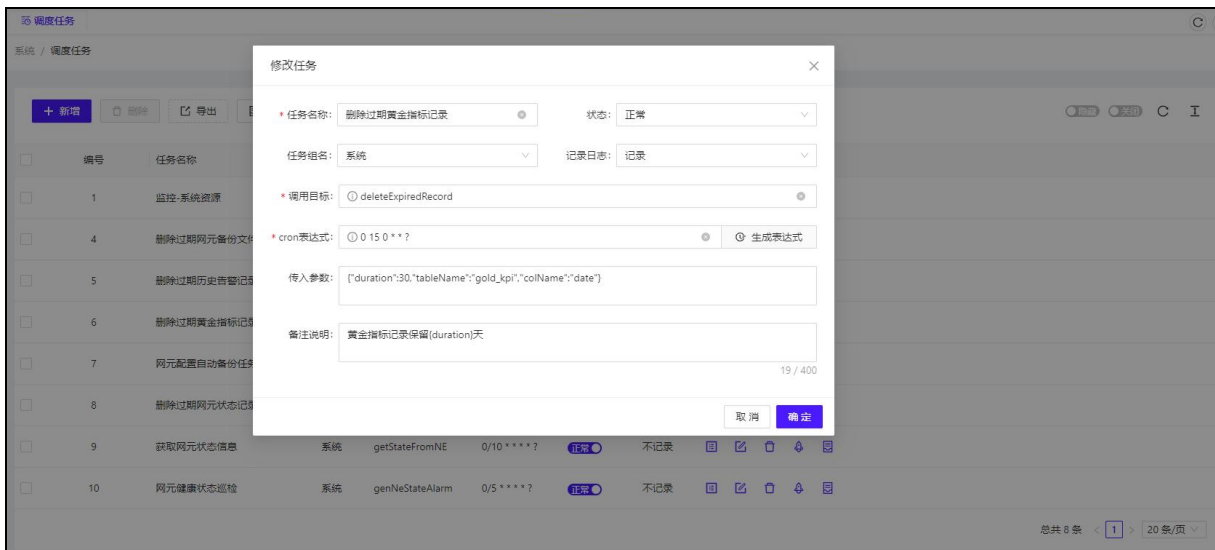 调度任务
系统 / 调度任务
修改任务
+ 新增 删除 导出
隐藏 关闭
* 任务名称: 删除过期黄金指标记录 状态: 正常
任务组名: 系统 记录日志: 记录
* 调用目标: deleteExpiredRecord
* cron表达式: 0 15 0 * * ? 生成表达式
传入参数: {"duration":30,"tableName":"gold_kpi","colName":"date"}
备注说明: 黄金指标记录保留{duration}天
19 / 400
取消 确定
编号 任务名称
1 监控-系统资源
4 删除过期网元备份文件
5 删除过期历史告警记录
6 删除过期黄金指标记录
7 网元配置自动备份任务
8 删除过期网元状态记录
9 获取网元状态信息 系统 getStateFromNE 0/10 * * * * ? 正常 不记录
10 网元健康状态巡检 系统 genNeStateAlarm 0/5 * * * * ? 正常 不记录
总共 8 条 < 1 > 20 条/页